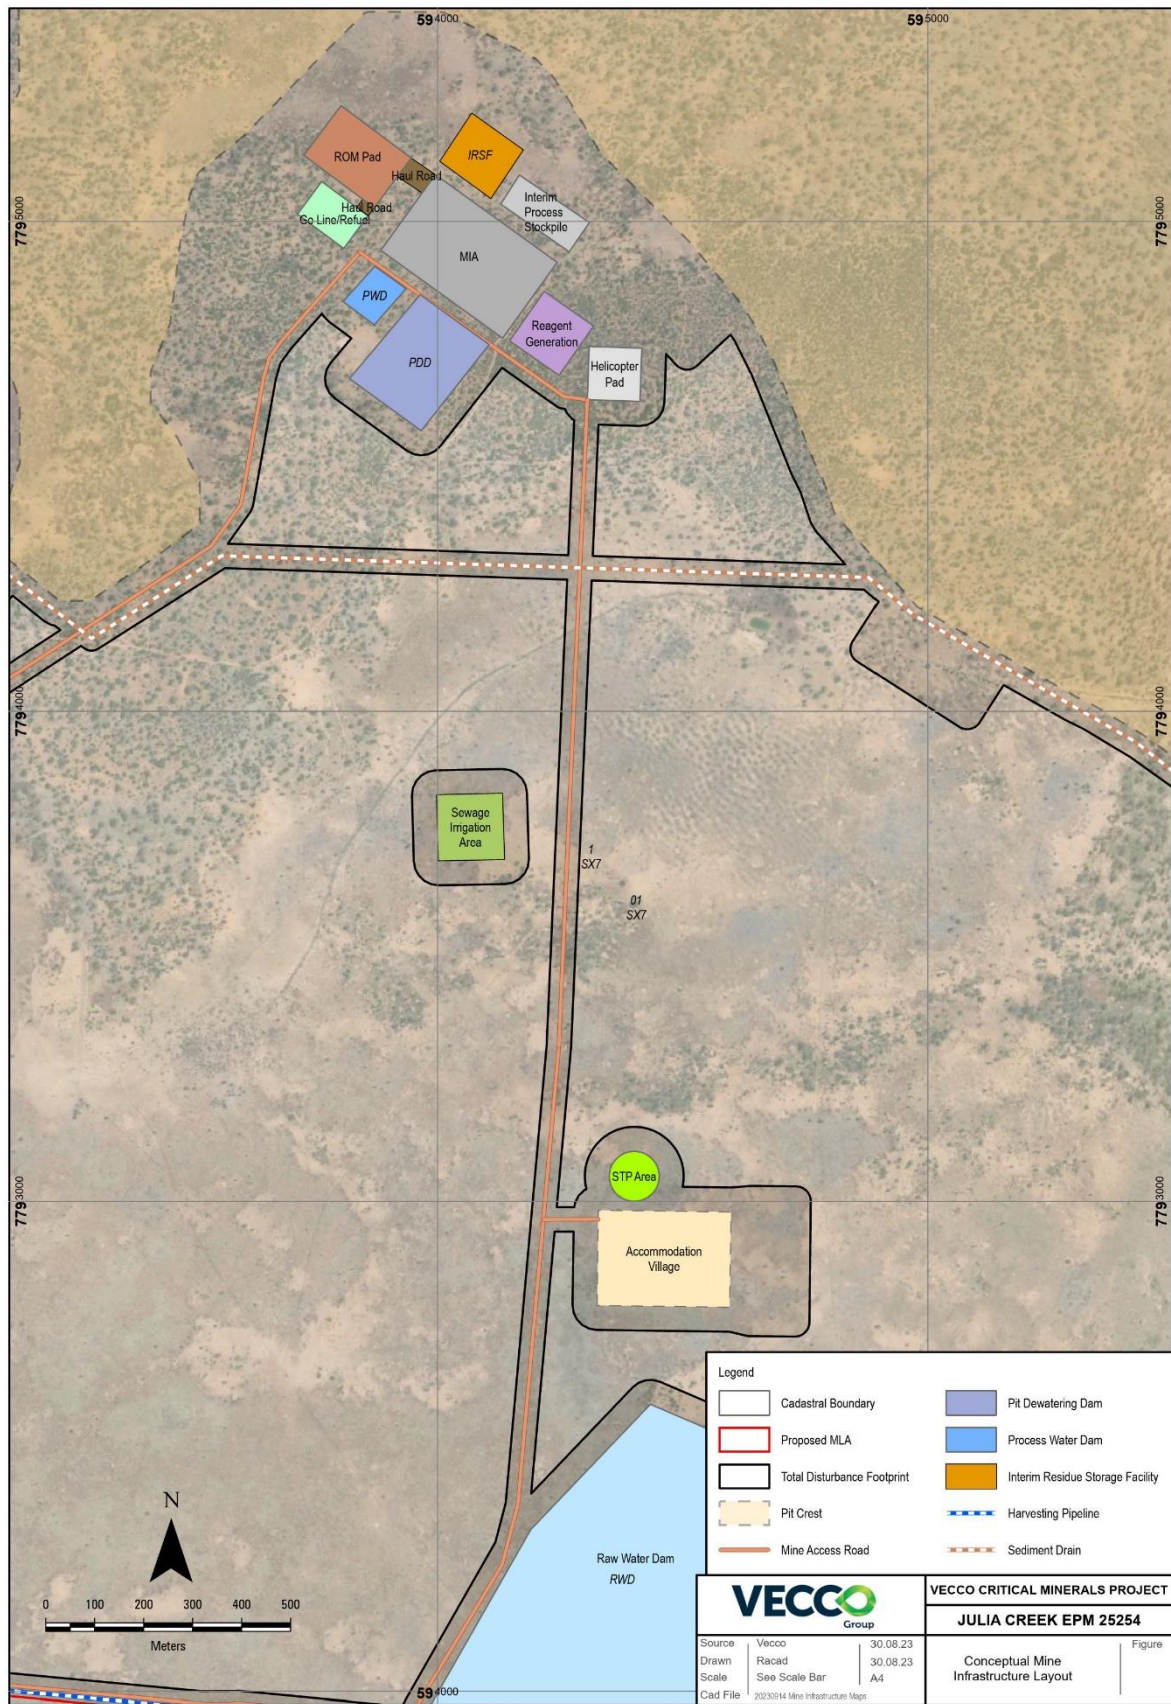 594000
595000
ROM Pad
IRSF
Haul Road
Haul Road
Go Line/Refuel
Interim
Process
Stockpile
7795000
7795000
MIA
PWD
Reagent
Generation
PDD
Helicopter
Pad
7794000
7794000
Sewage
Irrigation
Area
1
SX7
01
SX7
STP Area
7793000
7793000
Accommodation
Village
Legend
Cadastral Boundary
Proposed MLA
Total Disturbance Footprint
Pit Crest
Mine Access Road
Pit Dewatering Dam
Process Water Dam
Interim Residue Storage Facility
Harvesting Pipeline
Sediment Drain
N
0 100 200 300 400 500
Meters
Raw Water Dam
RWD
594000
VECCO
Group
VECCO CRITICAL MINERALS PROJECT
JULIA CREEK EPM 25254
Source Vecco 30.08.23
Drawn Racad 30.08.23
Scale See Scale Bar A4
Cad File 20230914 Mine Infrastructure Maps
Conceptual Mine
Infrastructure Layout
Figure